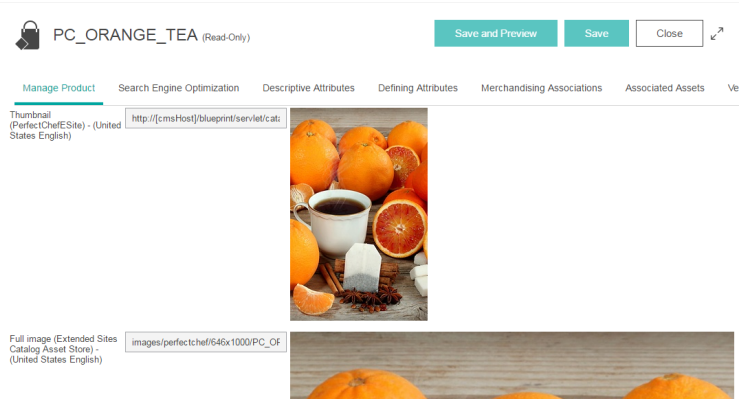 PC_ORANGE_TEA (Read-Only)
Save and Preview
Save
Close
Manage Product
Search Engine Optimization
Descriptive Attributes
Defining Attributes
Merchandising Associations
Associated Assets
Ve
Thumbnail
(PerfectChefESite) - (United
States English)
http://[cmsHost]/blueprint/servlet/cata
Full image (Extended Sites
Catalog Asset Store) -
(United States English)
images/perfectchef/646x1000/PC_OF